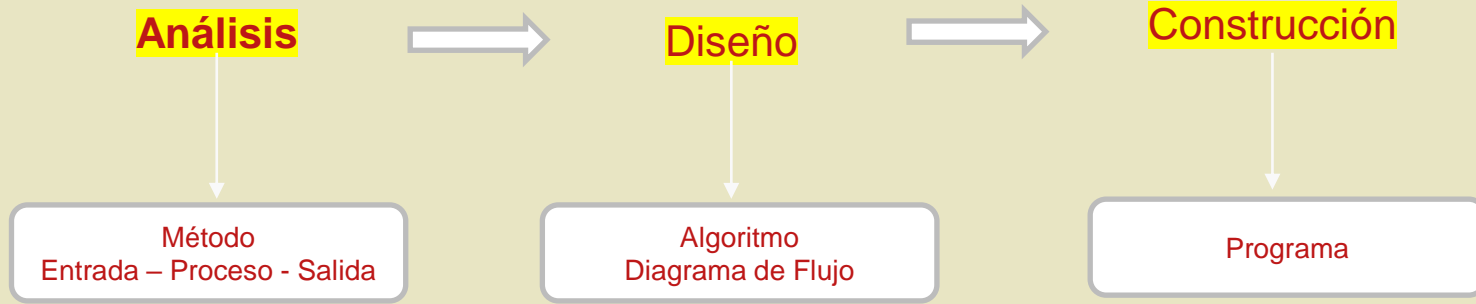 Análisis
Diseño
Construcción
Método
Entrada – Proceso - Salida
Algoritmo
Diagrama de Flujo
Programa